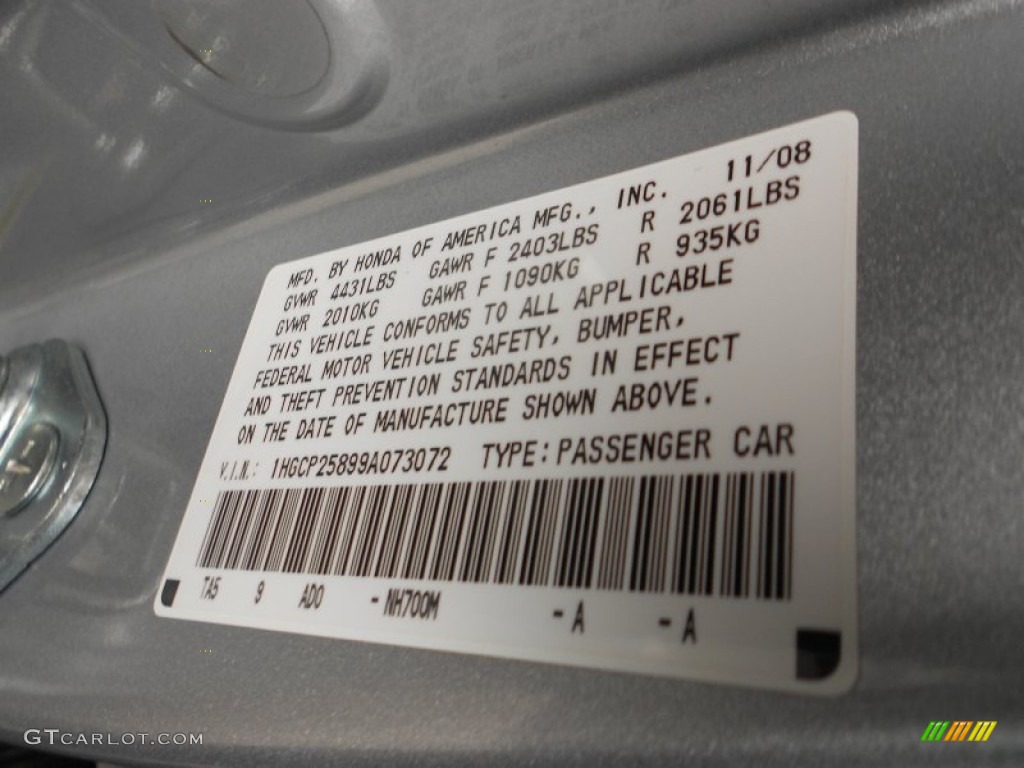 MFD. BY HONDA OF AMERICA MFG., INC. 11/08
GVWR 4431LBS GAWR F 2403LBS R 2061LBS
GVWR 2010KG GAWR F 1090KG R 935KG
THIS VEHICLE CONFORMS TO ALL APPLICABLE
FEDERAL MOTOR VEHICLE SAFETY, BUMPER,
AND THEFT PREVENTION STANDARDS IN EFFECT
ON THE DATE OF MANUFACTURE SHOWN ABOVE.
V.I.N.: 1HGCP25899A073072 TYPE: PASSENGER CAR
TA5 9 AD0 -NH700M -A -A
GTCARLOT.COM